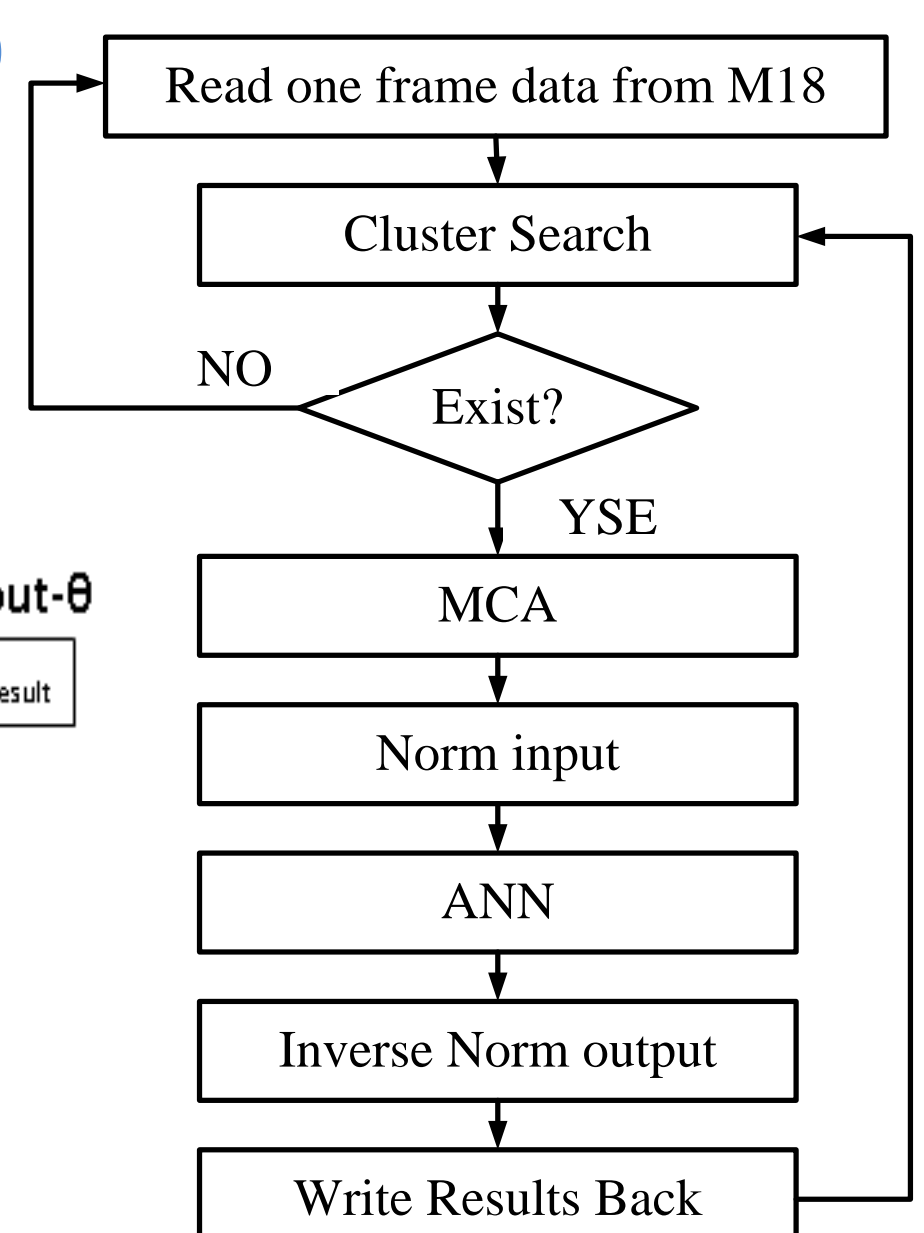 Read one frame data from M18
Cluster Search
NO
Exist?
YSE
MCA
Norm input
ANN
Inverse Norm output
Write Results Back